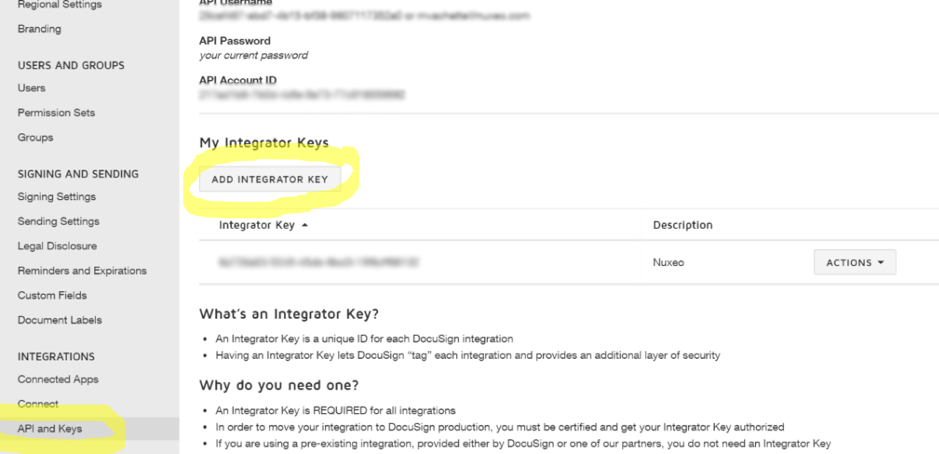 Regional Settings
Branding
USERS AND GROUPS
Users
Permission Sets
Groups
SIGNING AND SENDING
Signing Settings
Sending Settings
Legal Disclosure
Reminders and Expirations
Custom Fields
Document Labels
INTEGRATIONS
Connected Apps
Connect
API and Keys
API Username
API Password
your current password
API Account ID
My Integrator Keys
ADD INTEGRATOR KEY
Integrator Key Description
Nuxeo ACTIONS
What's an Integrator Key?
• An Integrator Key is a unique ID for each DocuSign integration
• Having an Integrator Key lets DocuSign “tag” each integration and provides an additional layer of security
Why do you need one?
• An Integrator Key is REQUIRED for all integrations
• In order to move your integration to DocuSign production, you must be certified and get your Integrator Key authorized
• If you are using a pre-existing integration, provided either by DocuSign or one of our partners, you do not need an Integrator Key